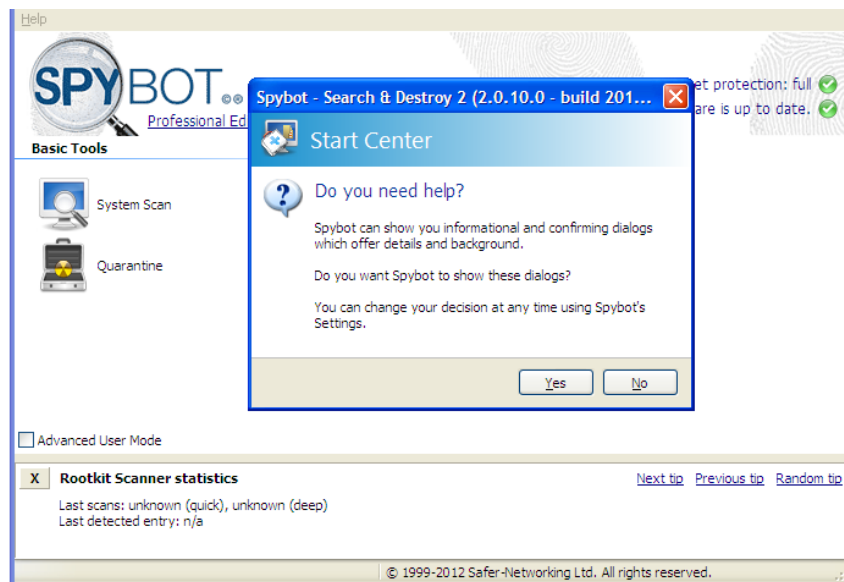 Help
SPYBOT
Professional Ed
et protection: full
are is up to date.
Spybot - Search & Destroy 2 (2.0.10.0 - build 201...
Start Center
Basic Tools
System Scan
Quarantine
Do you need help?
Spybot can show you informational and confirming dialogs
which offer details and background.
Do you want Spybot to show these dialogs?
You can change your decision at any time using Spybot's
Settings.
Yes No
Advanced User Mode
X Rootkit Scanner statistics Next tip Previous tip Random tip
Last scans: unknown (quick), unknown (deep)
Last detected entry: n/a
© 1999-2012 Safer-Networking Ltd. All rights reserved.